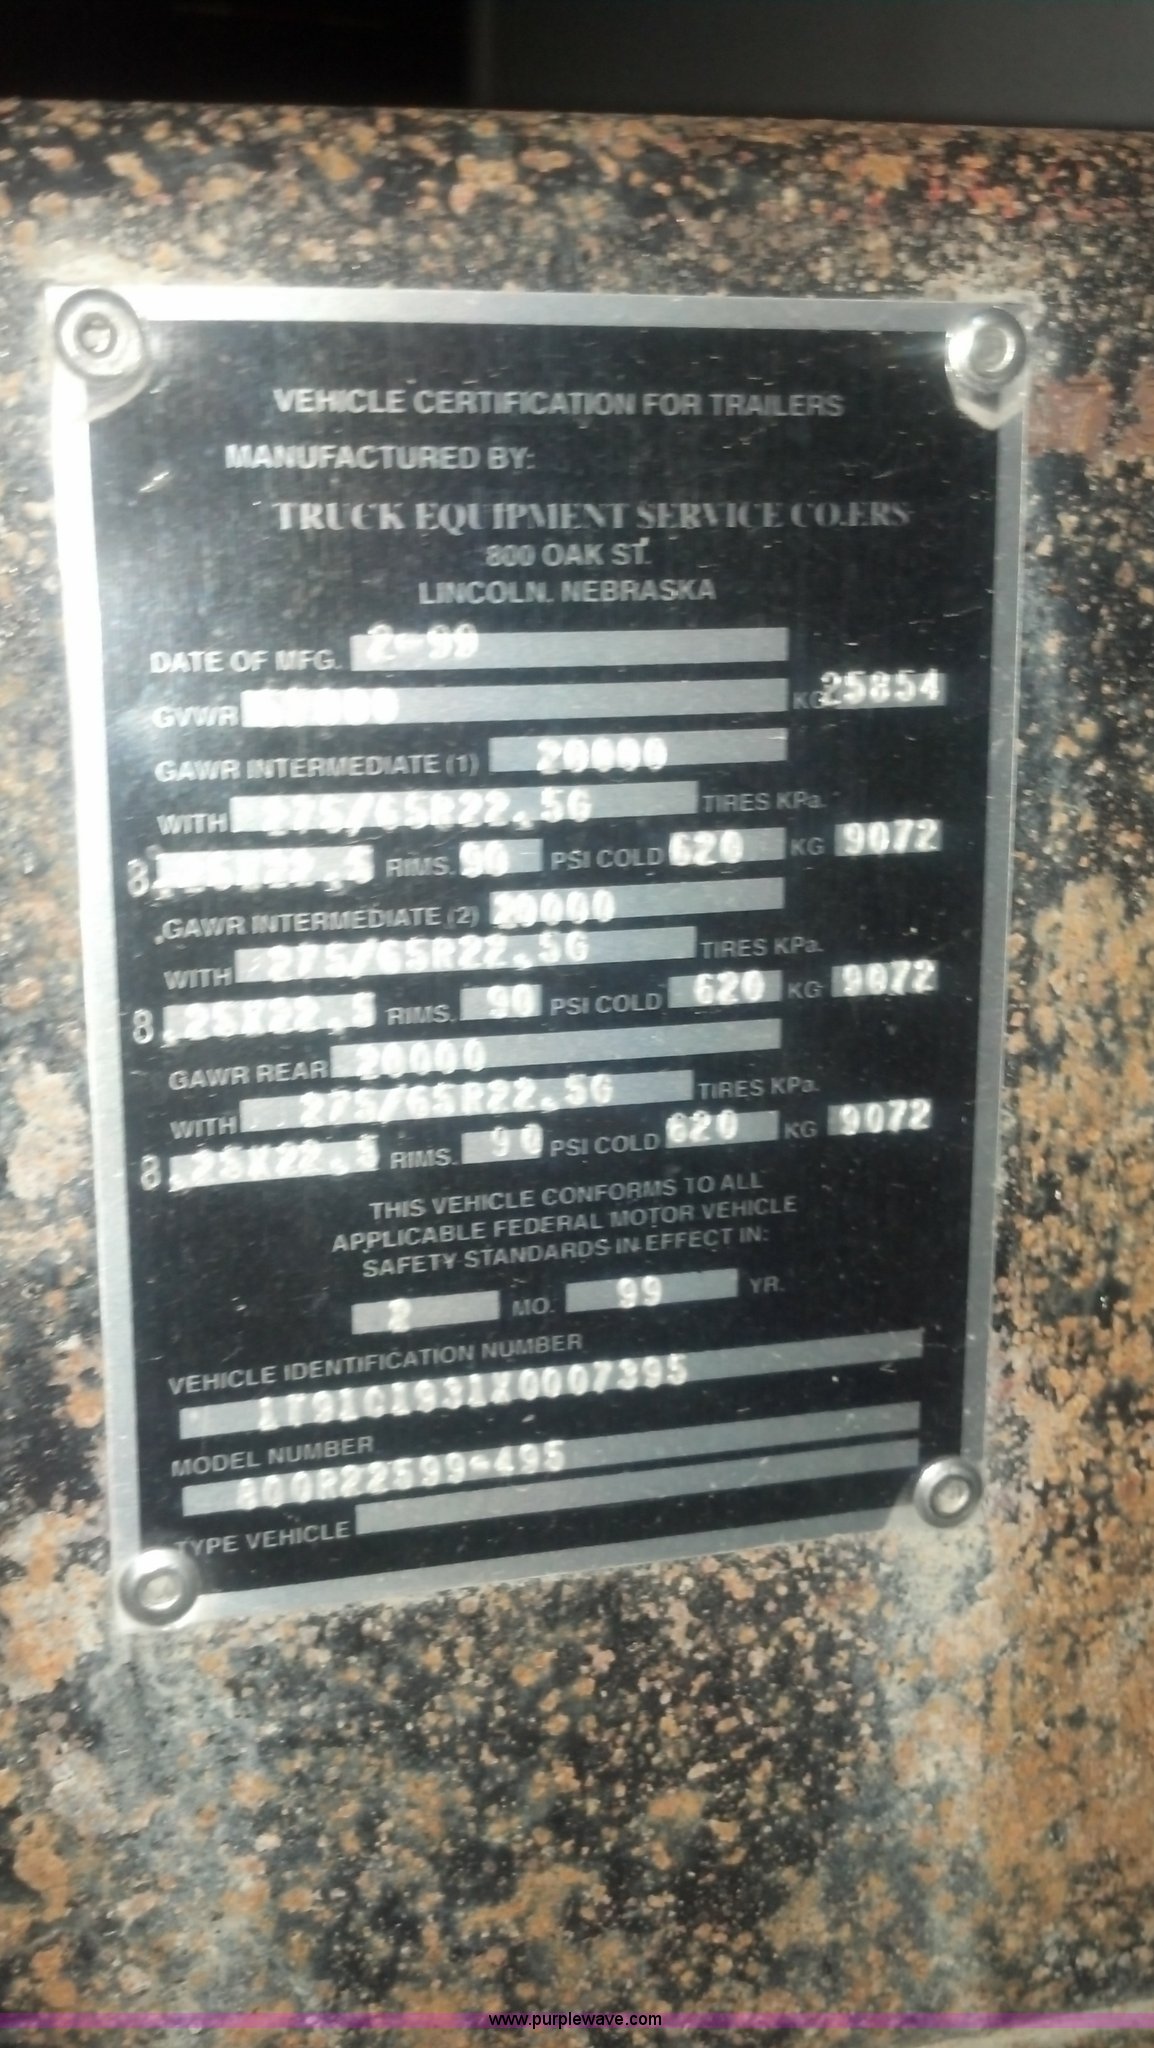 VEHICLE CERTIFICATION FOR TRAILERS
MANUFACTURED BY:
TRUCK EQUIPMENT SERVICE CO.ERS
800 OAK ST.
LINCOLN, NEBRASKA
DATE OF MFG. 2-99
GVWR KG 25854
GAWR INTERMEDIATE (1) 20000
WITH 275/65R22.5G TIRES KPa.
8.25X22.5 RIMS. 90 PSI COLD 620 KG 9072
GAWR INTERMEDIATE (2) 20000
WITH 275/65R22.5G TIRES KPa.
8.25X22.5 RIMS. 90 PSI COLD 620 KG 9072
GAWR REAR 20000
WITH 275/65R22.5G TIRES KPa.
8.25X22.5 RIMS. 90 PSI COLD 620 KG 9072
THIS VEHICLE CONFORMS TO ALL
APPLICABLE FEDERAL MOTOR VEHICLE
SAFETY STANDARDS IN EFFECT IN:
2 MO. 99 YR.
VEHICLE IDENTIFICATION NUMBER
1T91G1931X0007395
MODEL NUMBER
800R22599-495
TYPE VEHICLE
www.purplewave.com